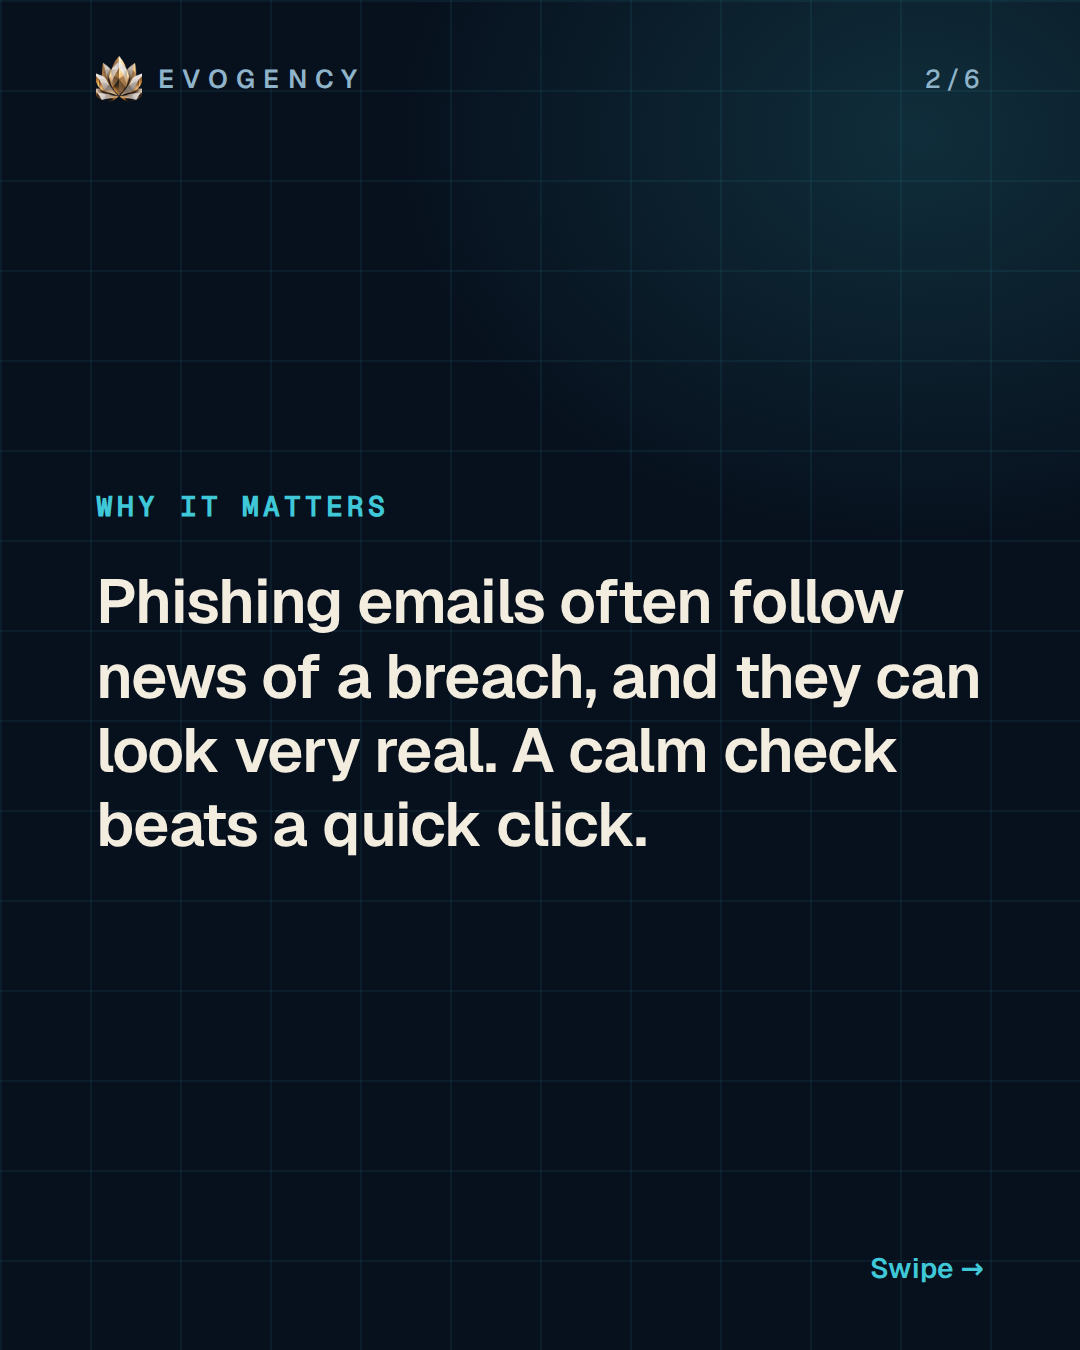 EVOGENCY
2/6
WHY IT MATTERS
Phishing emails often follow
news of a breach, and they can
look very real. A calm check
beats a quick click.
Swipe →